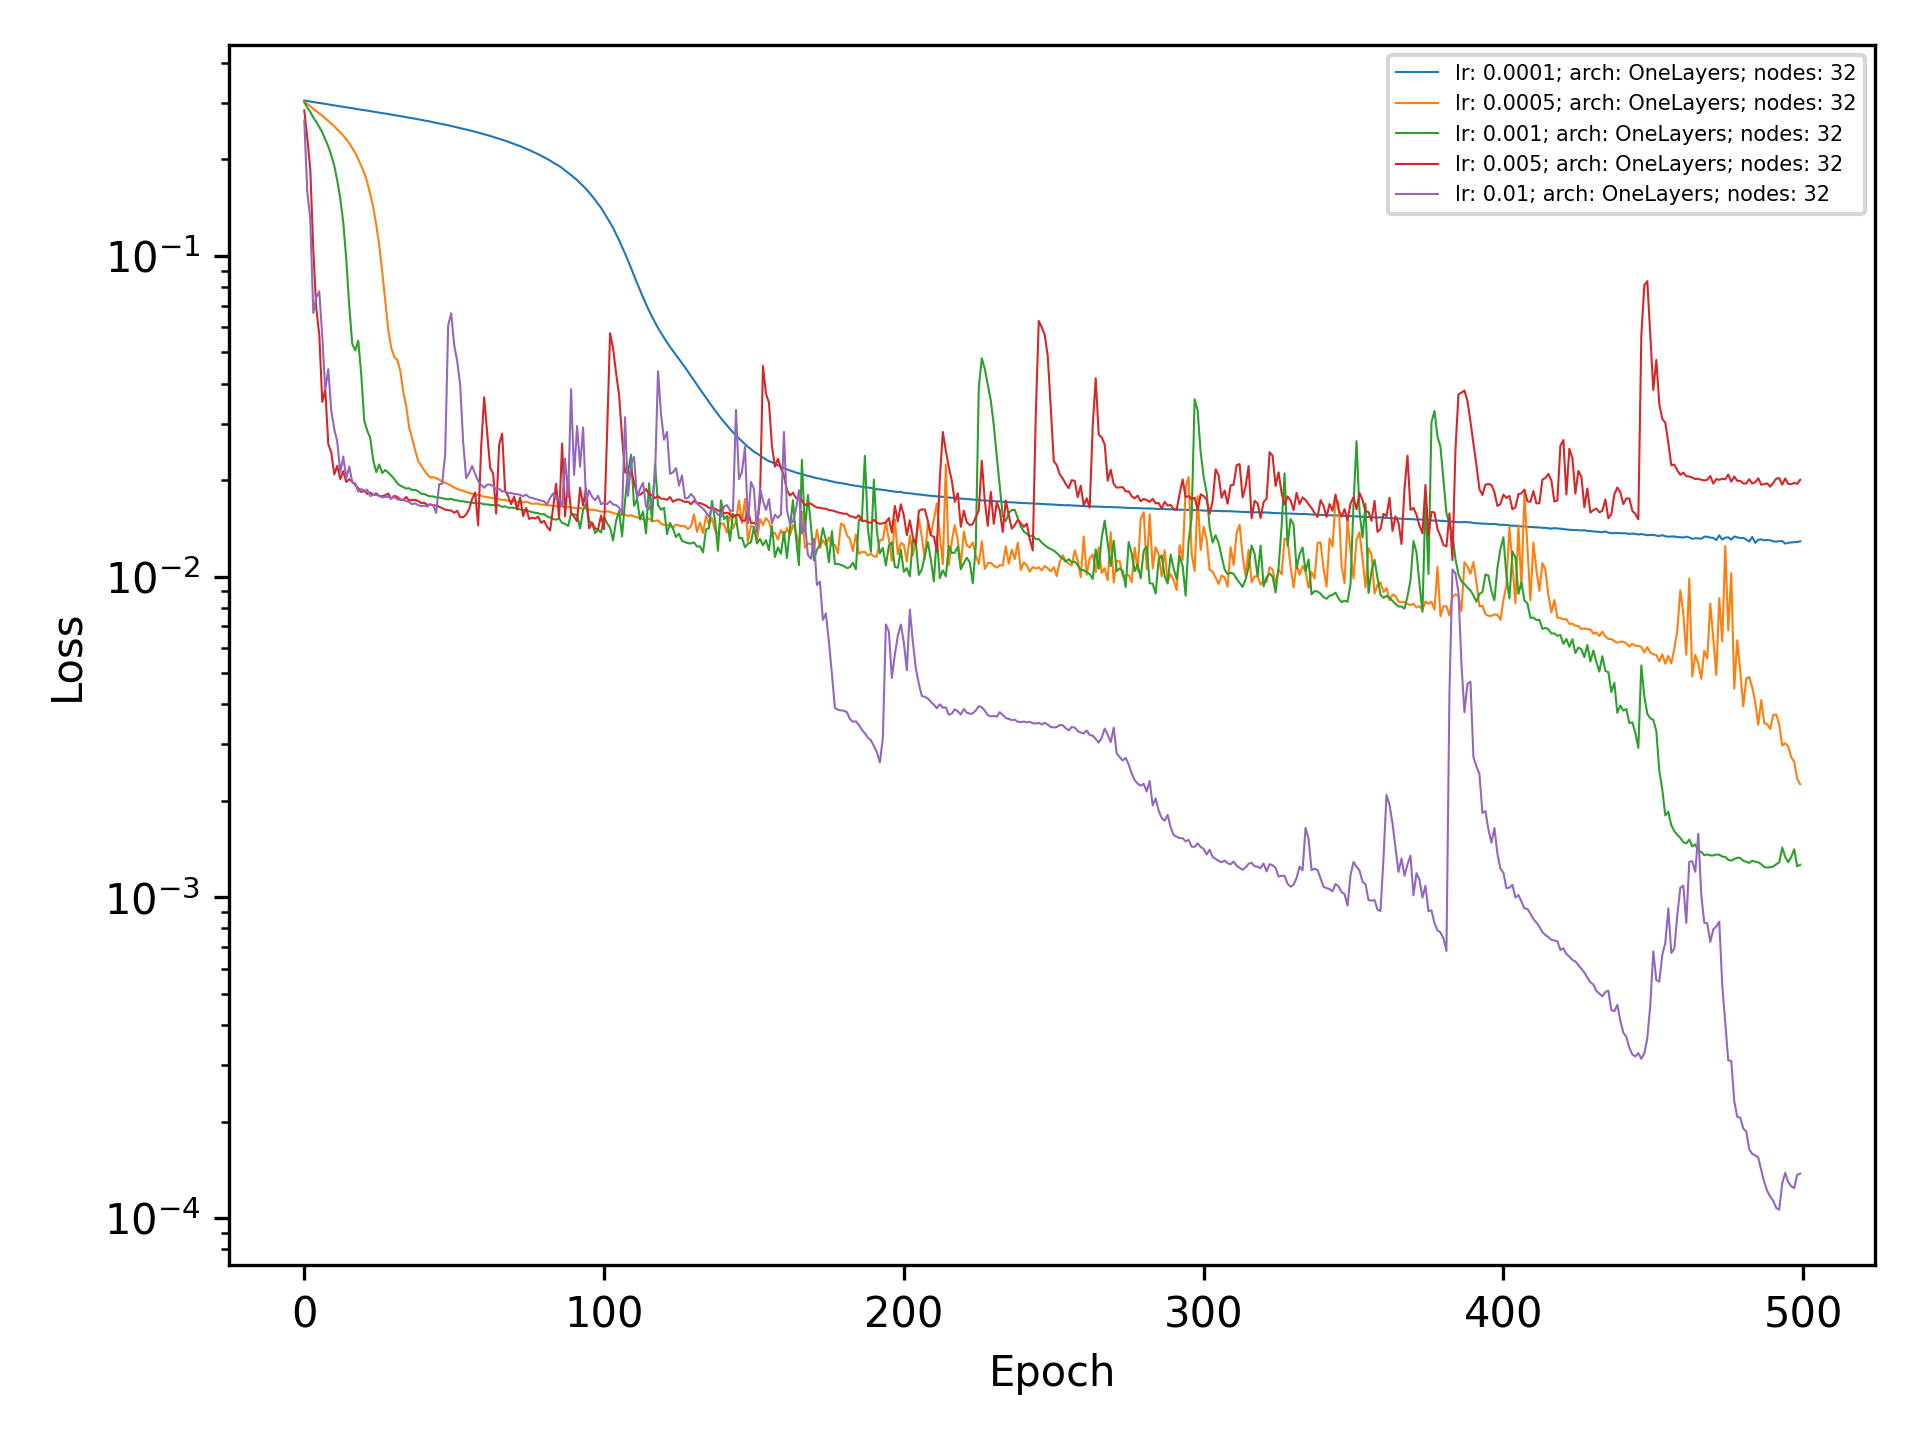 lr: 0.0001; arch: OneLayers; nodes: 32
lr: 0.0005; arch: OneLayers; nodes: 32
lr: 0.001; arch: OneLayers; nodes: 32
lr: 0.005; arch: OneLayers; nodes: 32
lr: 0.01; arch: OneLayers; nodes: 32
10⁻¹
10⁻²
10⁻³
10⁻⁴
Loss
0 100 200 300 400 500
Epoch